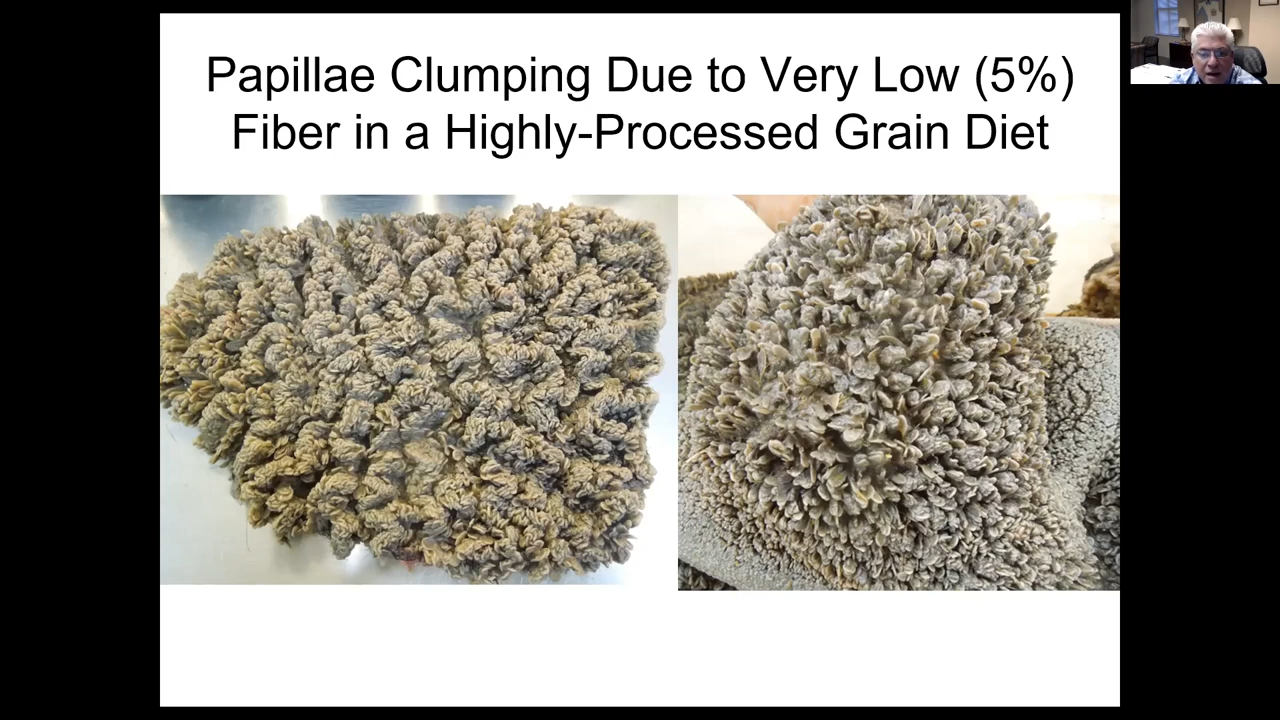 Papillae Clumping Due to Very Low (5%)
Fiber in a Highly-Processed Grain Diet